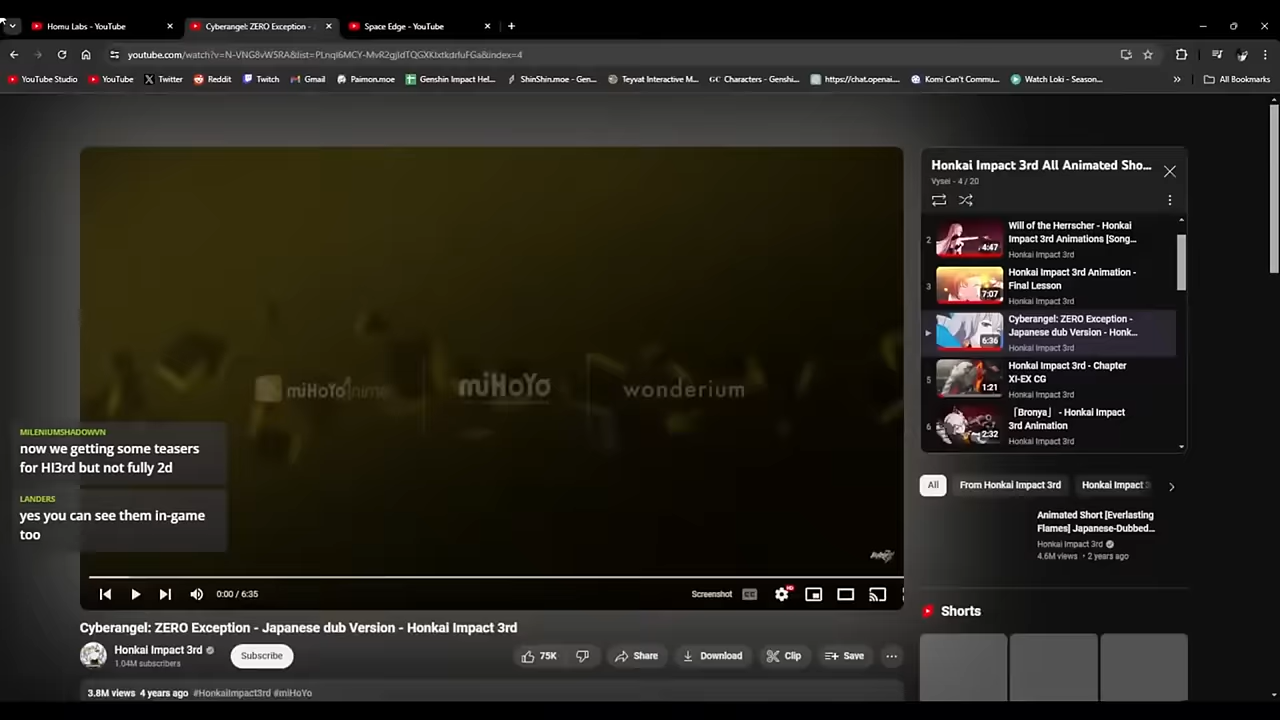 Homu Labs - YouTube
Cyberangel: ZERO Exception -
Space Edge - YouTube
youtube.com/watch?v=N-VNG8vW5RA&list=PLnqI6MCY-MvR2gjIdTQGXKJxtkdrfuFGa&index=4
YouTube Studio
YouTube
Twitter
Reddit
Twitch
Gmail
Paimon.moe
Genshin Impact Hel...
ShinShin.moe - Gen...
Teyvat Interactive M...
GC Characters - Genshi...
https://chat.openai....
Komi Can't Commu...
Watch Loki - Season...
All Bookmarks
miHoYo
miHoYo
wonderium
MILENIUMSHADOWVN
now we getting some teasers
for HI3rd but not fully 2d
LANDERS
yes you can see them in-game
too
0:00 / 6:35
Screenshot
CC
HD
Cyberangel: ZERO Exception - Japanese dub Version - Honkai Impact 3rd
Honkai Impact 3rd
1.04M subscribers
Subscribe
75K
Share
Download
Clip
Save
3.8M views 4 years ago #HonkaiImpact3rd #miHoYo
Honkai Impact 3rd All Animated Sho...
Vysei - 4 / 20
2
4:47
Will of the Herrscher - Honkai
Impact 3rd Animations [Song...
Honkai Impact 3rd
3
7:07
Honkai Impact 3rd Animation -
Final Lesson
Honkai Impact 3rd
6:36
Cyberangel: ZERO Exception -
Japanese dub Version - Honk...
Honkai Impact 3rd
5
1:21
Honkai Impact 3rd - Chapter
XI-EX CG
Honkai Impact 3rd
6
2:32
「Bronya」 - Honkai Impact
3rd Animation
Honkai Impact 3rd
All
From Honkai Impact 3rd
Honkai Impact 3
Animated Short [Everlasting
Flames] Japanese-Dubbed...
Honkai Impact 3rd
4.6M views • 2 years ago
Shorts